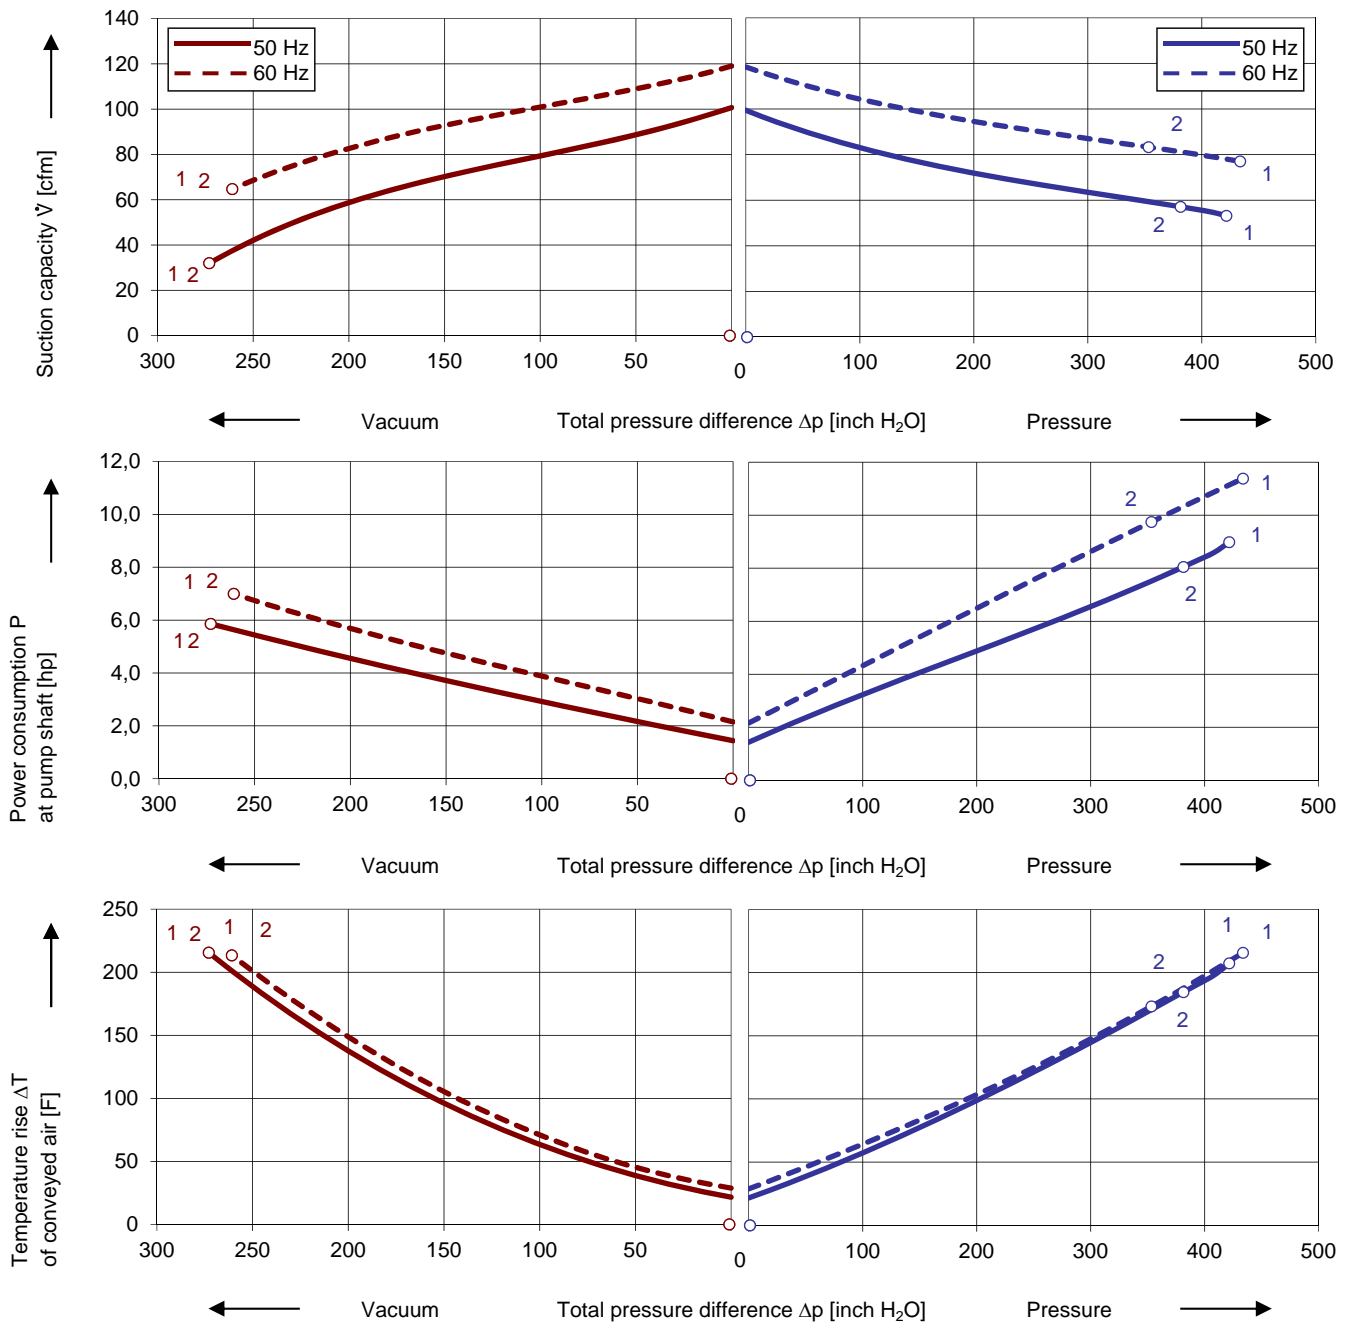 140
120
100
80
60
40
20
0
Suction capacity V̇ [cfm]
50 Hz
60 Hz
50 Hz
60 Hz
1 2
1 2
2
1
2
1
300 250 200 150 100 50 0 100 200 300 400 500
Vacuum Total pressure difference Δp [inch H₂O] Pressure
12,0
10,0
8,0
6,0
4,0
2,0
0,0
Power consumption P
at pump shaft [hp]
1 2
12
2
1
1
2
300 250 200 150 100 50 0 100 200 300 400 500
Vacuum Total pressure difference Δp [inch H₂O] Pressure
250
200
150
100
50
0
Temperature rise ΔT
of conveyed air [F]
1 2
1 2
1
1
2
2
300 250 200 150 100 50 0 100 200 300 400 500
Vacuum Total pressure difference Δp [inch H₂O] Pressure